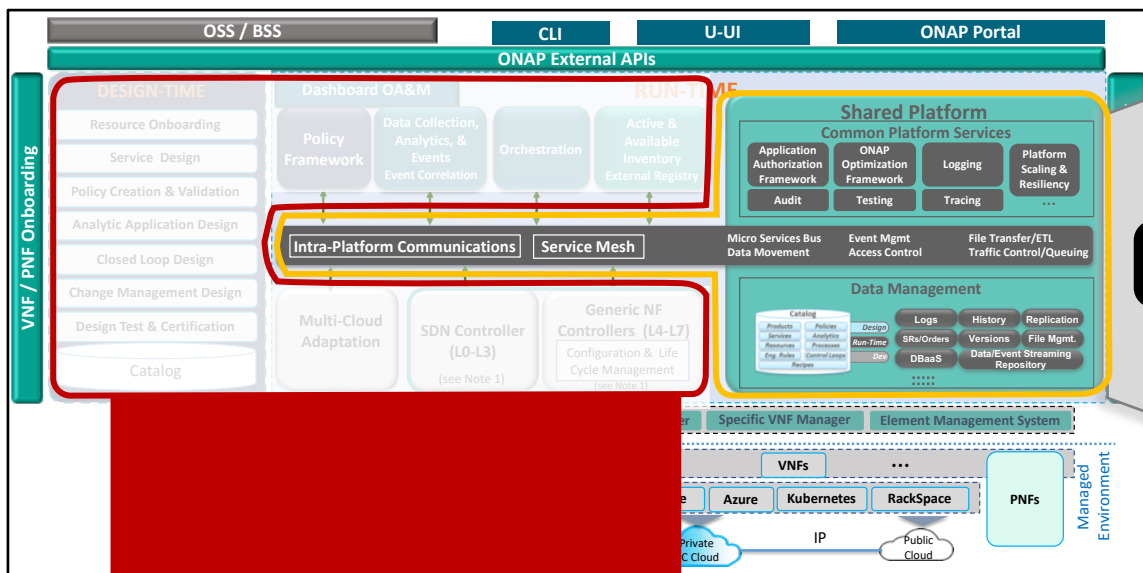 OSS / BSS
CLI
U-UI
ONAP Portal
ONAP External APIs
VNF / PNF Onboarding
DESIGN-TIME
Resource Onboarding
Service Design
Policy Creation & Validation
Analytic Application Design
Closed Loop Design
Change Management Design
Design Test & Certification
Catalog
Dashboard OA&M
RUN-TIME
Policy
Framework
Data Collection,
Analytics, &
Events
Event Correlation
Orchestration
Active &
Available
Inventory
External Registry
Intra-Platform Communications
Service Mesh
Micro Services Bus
Data Movement
Event Mgmt
Access Control
File Transfer/ETL
Traffic Control/Queuing
Multi-Cloud
Adaptation
SDN Controller
(L0-L3)
(see Note 1)
Generic NF
Controllers (L4-L7)
Configuration & Life
Cycle Management
(see Note 1)
Shared Platform
Common Platform Services
Application
Authorization
Framework
ONAP
Optimization
Framework
Logging
Platform
Scaling &
Resiliency
...
Audit
Testing
Tracing
Data Management
Catalog
Products
Policies
Services
Analytics
Resources
Processes
Eng. Rules
Control Loops
Recipes
Design
Run-Time
Dev
Logs
History
Replication
SRs/Orders
Versions
File Mgmt.
DBaaS
Data/Event Streaming
Repository
:::::
er
Specific VNF Manager
Element Management System
VNFs
...
PNFs
Managed
Environment
e
Azure
Kubernetes
RackSpace
Private
C Cloud
IP
Public
Cloud